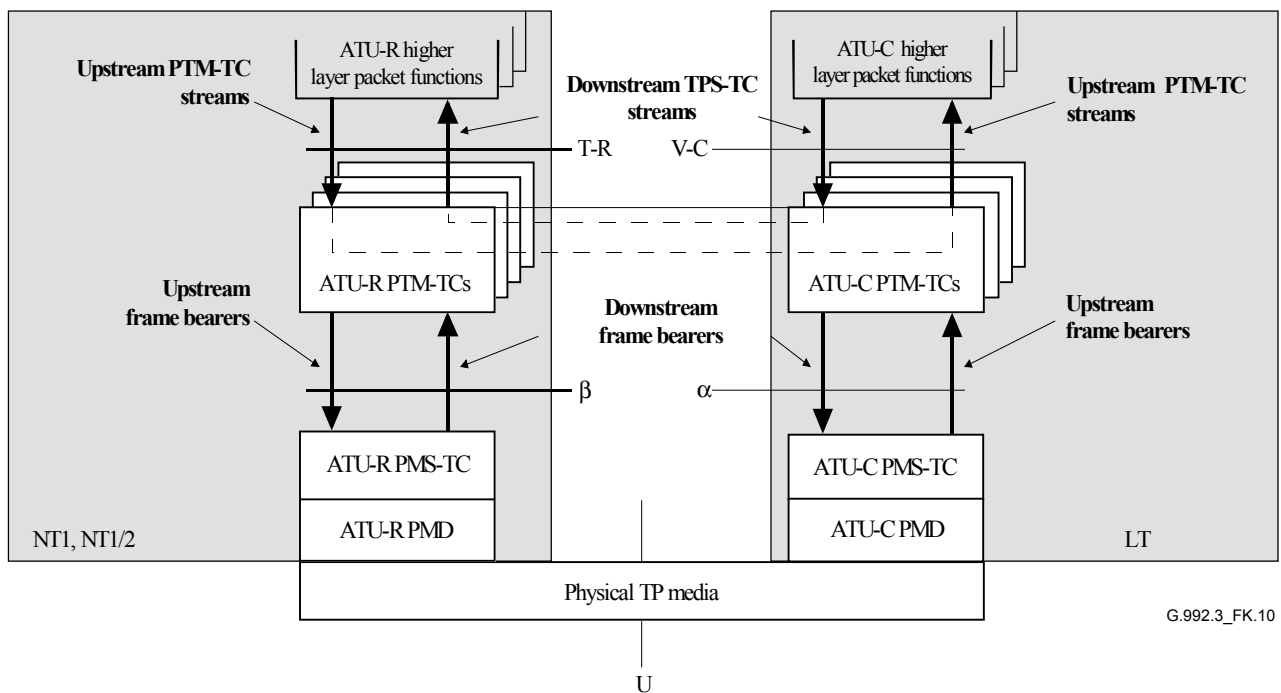 ATU-R higher
layer packet functions
ATU-C higher
layer packet functions
Upstream PTM-TC
streams
Downstream TPS-TC
streams
Upstream PTM-TC
streams
T-R
V-C
ATU-R PTM-TCs
ATU-C PTM-TCs
Upstream
frame bearers
Downstream
frame bearers
Upstream
frame bearers
β
α
ATU-R PMS-TC
ATU-C PMS-TC
ATU-R PMD
ATU-C PMD
NT1, NT1/2
LT
Physical TP media
G.992.3_FK.10
U